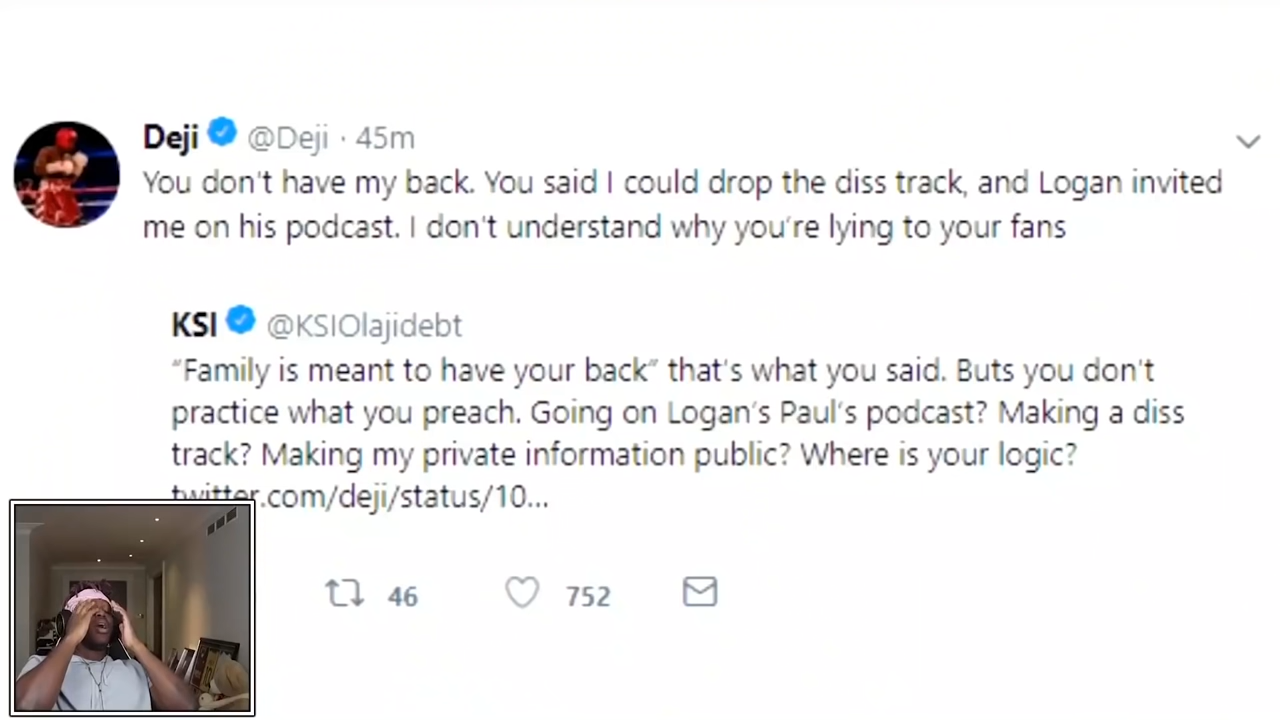 Deji @Deji · 45m
You don't have my back. You said I could drop the diss track, and Logan invited
me on his podcast. I don't understand why you're lying to your fans
KSI @KSIOlajidebt
“Family is meant to have your back” that's what you said. Buts you don't
practice what you preach. Going on Logan's Paul's podcast? Making a diss
track? Making my private information public? Where is your logic?
twitter.com/deji/status/10...
46 752